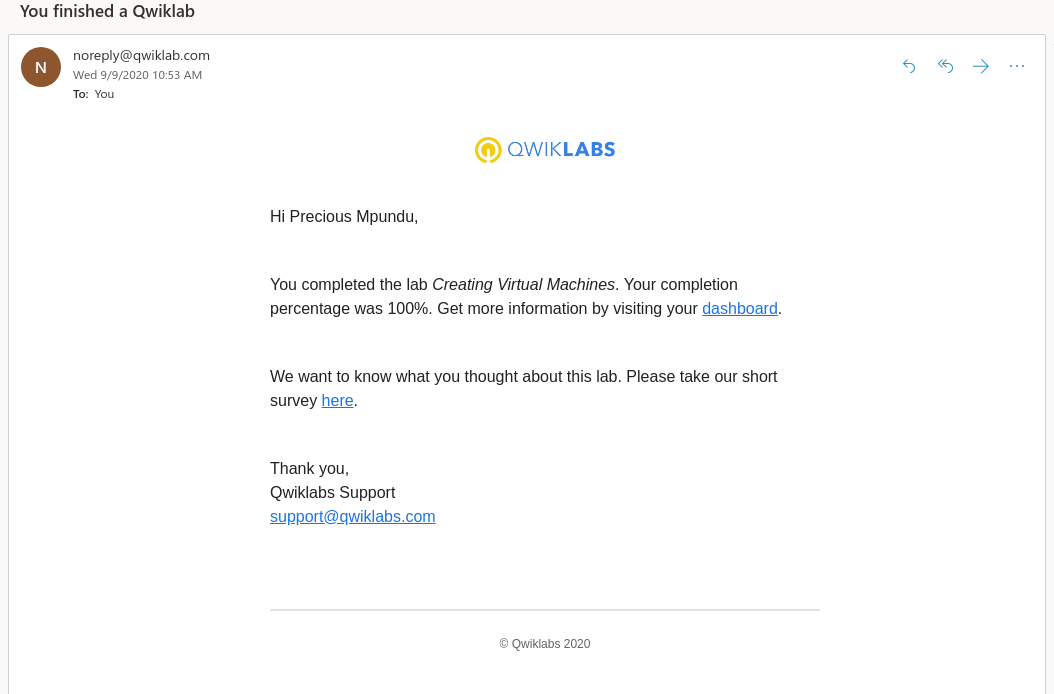 You finished a Qwiklab
N
noreply@qwiklab.com
Wed 9/9/2020 10:53 AM
To: You
QWIKLABS
Hi Precious Mpundu,
You completed the lab Creating Virtual Machines. Your completion
percentage was 100%. Get more information by visiting your dashboard.
We want to know what you thought about this lab. Please take our short
survey here.
Thank you,
Qwiklabs Support
support@qwiklabs.com
© Qwiklabs 2020